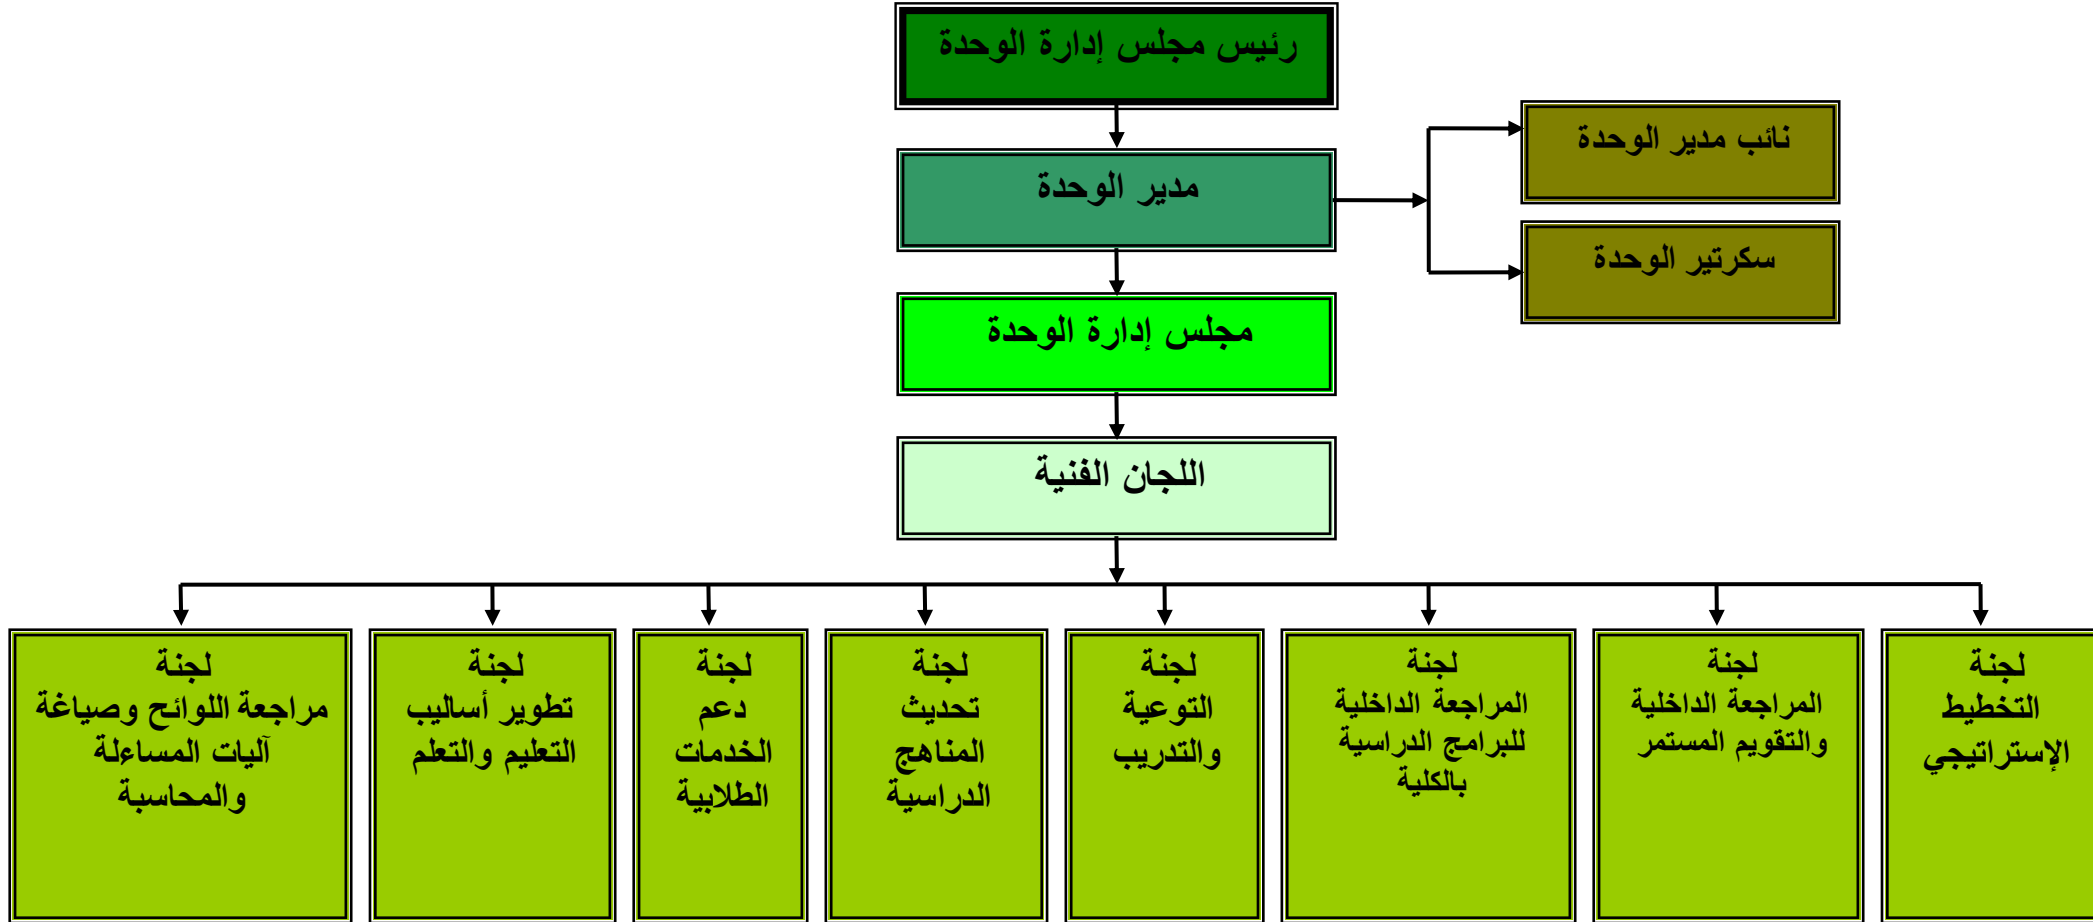 رئيس مجلس إدارة الوحدة
مدير الوحدة
نائب مدير الوحدة
سكرتير الوحدة
مجلس إدارة الوحدة
اللجان الفنية
لجنة
التخطيط
الإستراتيجي
لجنة
المراجعة الداخلية
والتقويم المستمر
لجنة
المراجعة الداخلية
للبرامج الدراسية
بالكلية
لجنة
التوعية
والتدريب
لجنة
تحديث
المناهج
الدراسية
لجنة
دعم
الخدمات
الطلابية
لجنة
تطوير أساليب
التعليم والتعلم
لجنة
مراجعة اللوائح وصياغة
آليات المساءلة
والمحاسبة